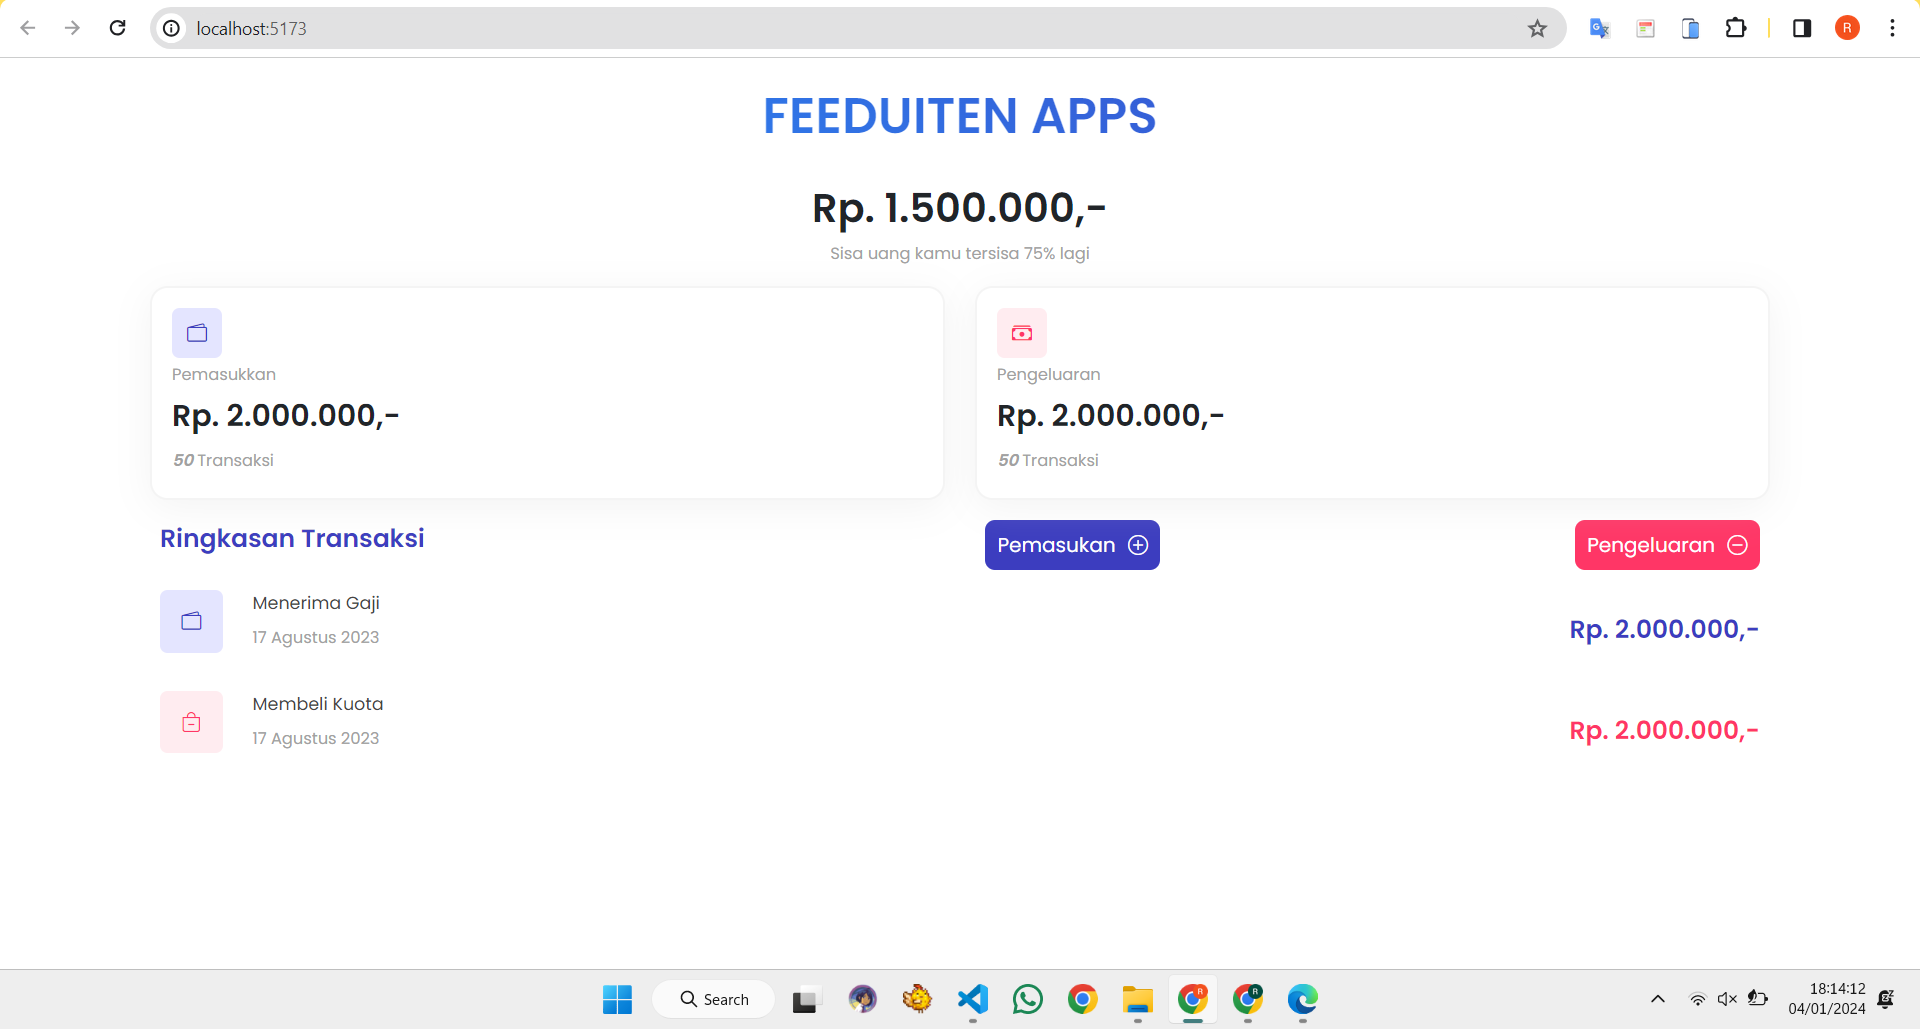 localhost:5173
R
FEEDUITEN APPS
Rp. 1.500.000,-
Sisa uang kamu tersisa 75% lagi
Pemasukkan
Rp. 2.000.000,-
50 Transaksi
Pengeluaran
Rp. 2.000.000,-
50 Transaksi
Ringkasan Transaksi
Pemasukan
Pengeluaran
Menerima Gaji
17 Agustus 2023
Rp. 2.000.000,-
Membeli Kuota
17 Agustus 2023
Rp. 2.000.000,-
Search
R
R
18:14:12
04/01/2024